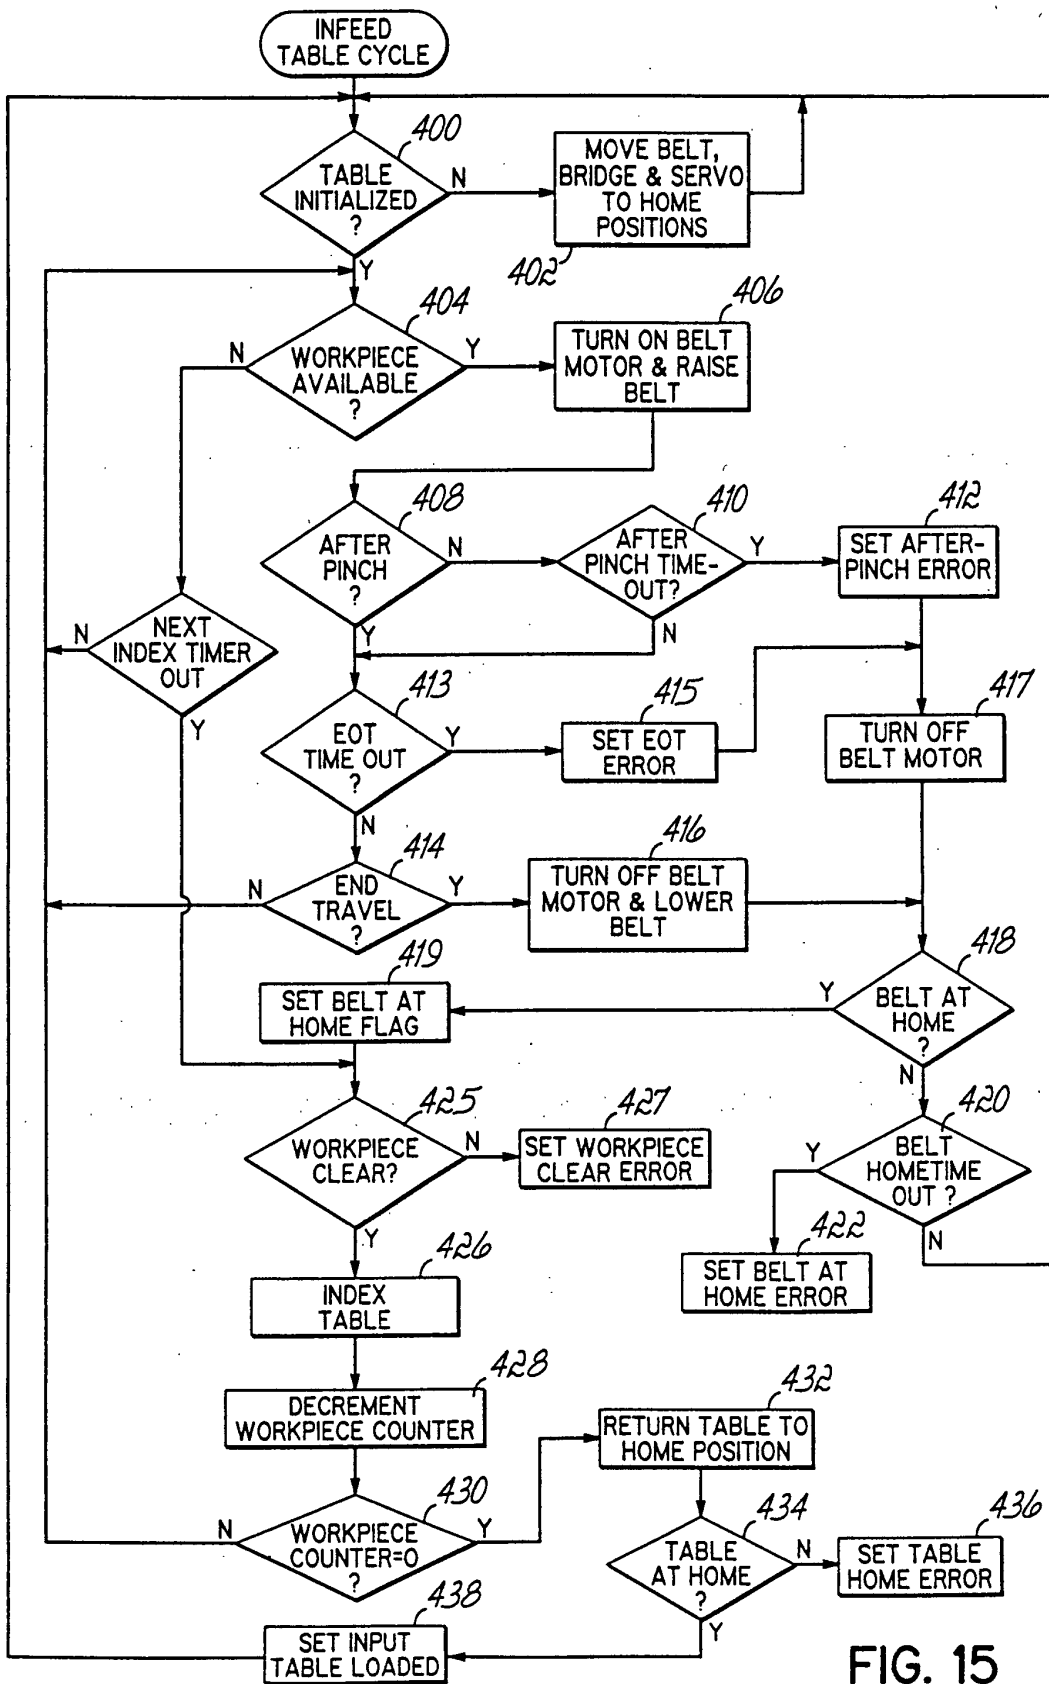 INFEED
TABLE CYCLE
400
TABLE
INITIALIZED
?
N
MOVE BELT,
BRIDGE & SERVO
TO HOME
POSITIONS
402
Y
404
WORKPIECE
AVAILABLE
?
N
Y
406
TURN ON BELT
MOTOR & RAISE
BELT
408
AFTER
PINCH
?
N
Y
410
AFTER
PINCH TIME-
OUT?
Y
N
412
SET AFTER-
PINCH ERROR
N
NEXT
INDEX TIMER
OUT
Y
413
EOT
TIME OUT
?
Y
N
415
SET EOT
ERROR
417
TURN OFF
BELT MOTOR
414
END
TRAVEL
?
N
Y
416
TURN OFF BELT
MOTOR & LOWER
BELT
418
BELT AT
HOME
?
Y
N
419
SET BELT AT
HOME FLAG
420
BELT
HOMETIME
OUT ?
Y
N
422
SET BELT AT
HOME ERROR
425
WORKPIECE
CLEAR?
N
Y
427
SET WORKPIECE
CLEAR ERROR
426
INDEX
TABLE
428
DECREMENT
WORKPIECE COUNTER
430
WORKPIECE
COUNTER=0
?
N
Y
432
RETURN TABLE TO
HOME POSITION
434
TABLE
AT HOME
?
N
Y
436
SET TABLE
HOME ERROR
438
SET INPUT
TABLE LOADED
FIG. 15